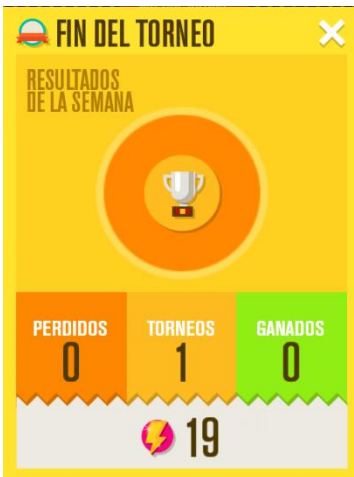 FIN DEL TORNEO
RESULTADOS
DE LA SEMANA
PERDIDOS TORNEOS GANADOS
0 1 0
19